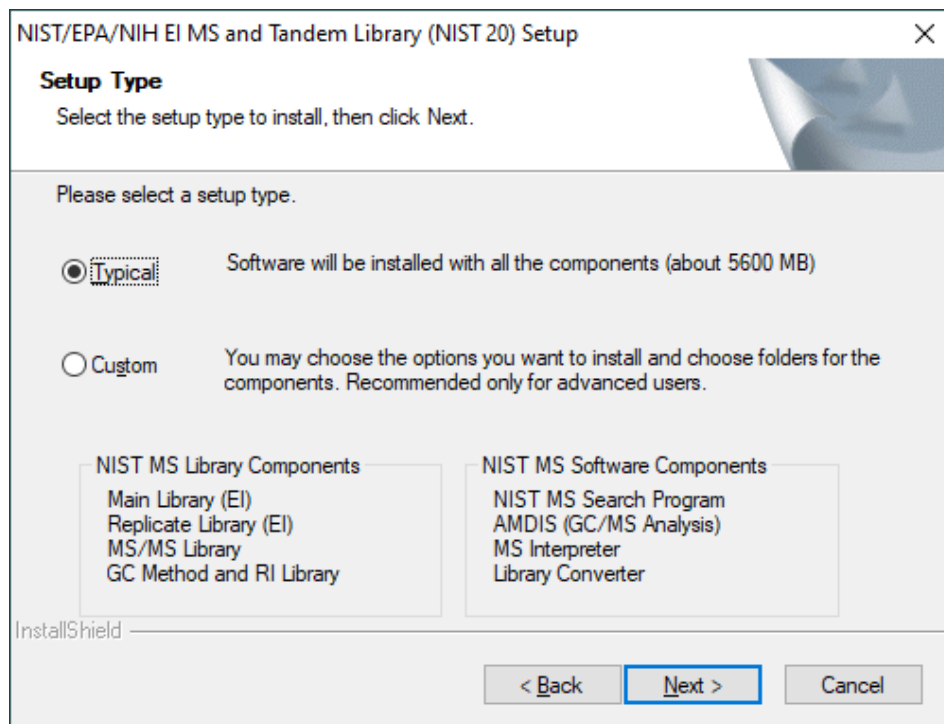 NIST/EPA/NIH EI MS and Tandem Library (NIST 20) Setup
Setup Type
Select the setup type to install, then click Next.
Please select a setup type.
Typical
Software will be installed with all the components (about 5600 MB)
Custom
You may choose the options you want to install and choose folders for the
components. Recommended only for advanced users.
NIST MS Library Components
Main Library (EI)
Replicate Library (EI)
MS/MS Library
GC Method and RI Library
NIST MS Software Components
NIST MS Search Program
AMDIS (GC/MS Analysis)
MS Interpreter
Library Converter
InstallShield
< Back
Next >
Cancel